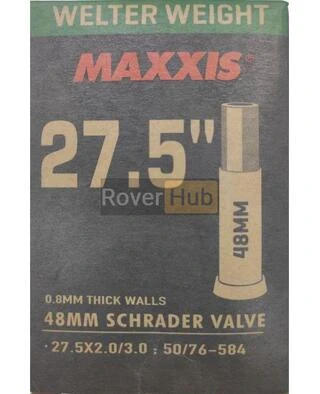 WELTER WEIGHT
MAXXIS®
27.5"
RoverHub
48MM
0.8MM THICK WALLS
48MM SCHRADER VALVE
· 27.5X2.0/3.0 : 50/76-584